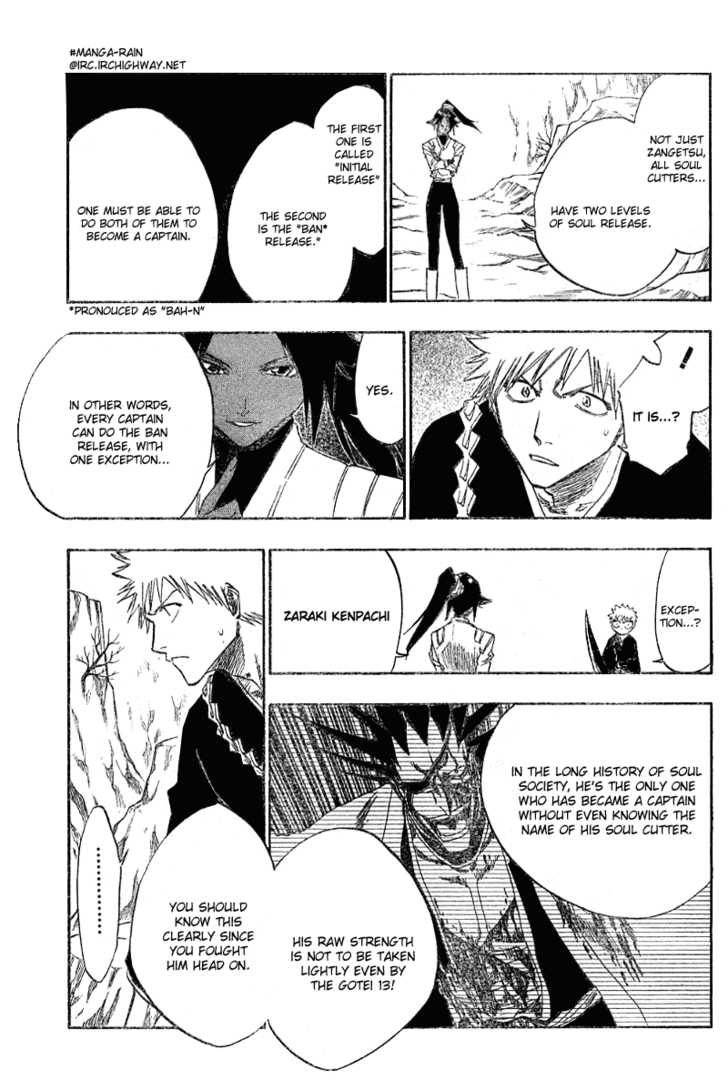 #MANGA-RAIN
@IRC.IRCHIGHWAY.NET
NOT JUST
ZANGETSU,
ALL SOUL
CUTTERS...
HAVE TWO LEVELS
OF SOUL RELEASE.
THE FIRST
ONE IS
CALLED
"INITIAL
RELEASE"
THE SECOND
IS THE "BAN*
RELEASE."
ONE MUST BE ABLE TO
DO BOTH OF THEM TO
BECOME A CAPTAIN.
*PRONOUCED AS "BAH-N"
!
IT IS...?
YES.
IN OTHER WORDS,
EVERY CAPTAIN
CAN DO THE BAN
RELEASE, WITH
ONE EXCEPTION...
EXCEP-
TION...?
ZARAKI KENPACHI
IN THE LONG HISTORY OF SOUL
SOCIETY, HE'S THE ONLY ONE
WHO HAS BECAME A CAPTAIN
WITHOUT EVEN KNOWING THE
NAME OF HIS SOUL CUTTER.
HIS RAW STRENGTH
IS NOT TO BE TAKEN
LIGHTLY EVEN BY
THE GOTEI 13!
YOU SHOULD
KNOW THIS
CLEARLY SINCE
YOU FOUGHT
HIM HEAD ON.
..........